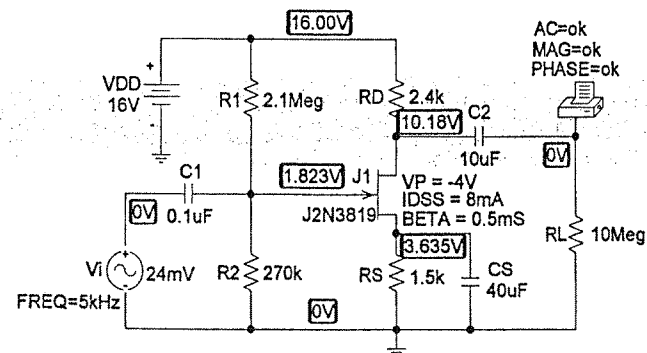 16.00V
AC=ok
MAG=ok
PHASE=ok
+
VDD
16V
-
R1
2.1Meg
RD
2.4k
10.18V
C2
10uF
0V
C1
0.1uF
1.823V
J1
J2N3819
VP = -4V
IDSS = 8mA
BETA = 0.5mS
0V
Vi
+
-
24mV
FREQ=5kHz
R2
270k
3.635V
RS
1.5k
CS
40uF
RL
10Meg
0V